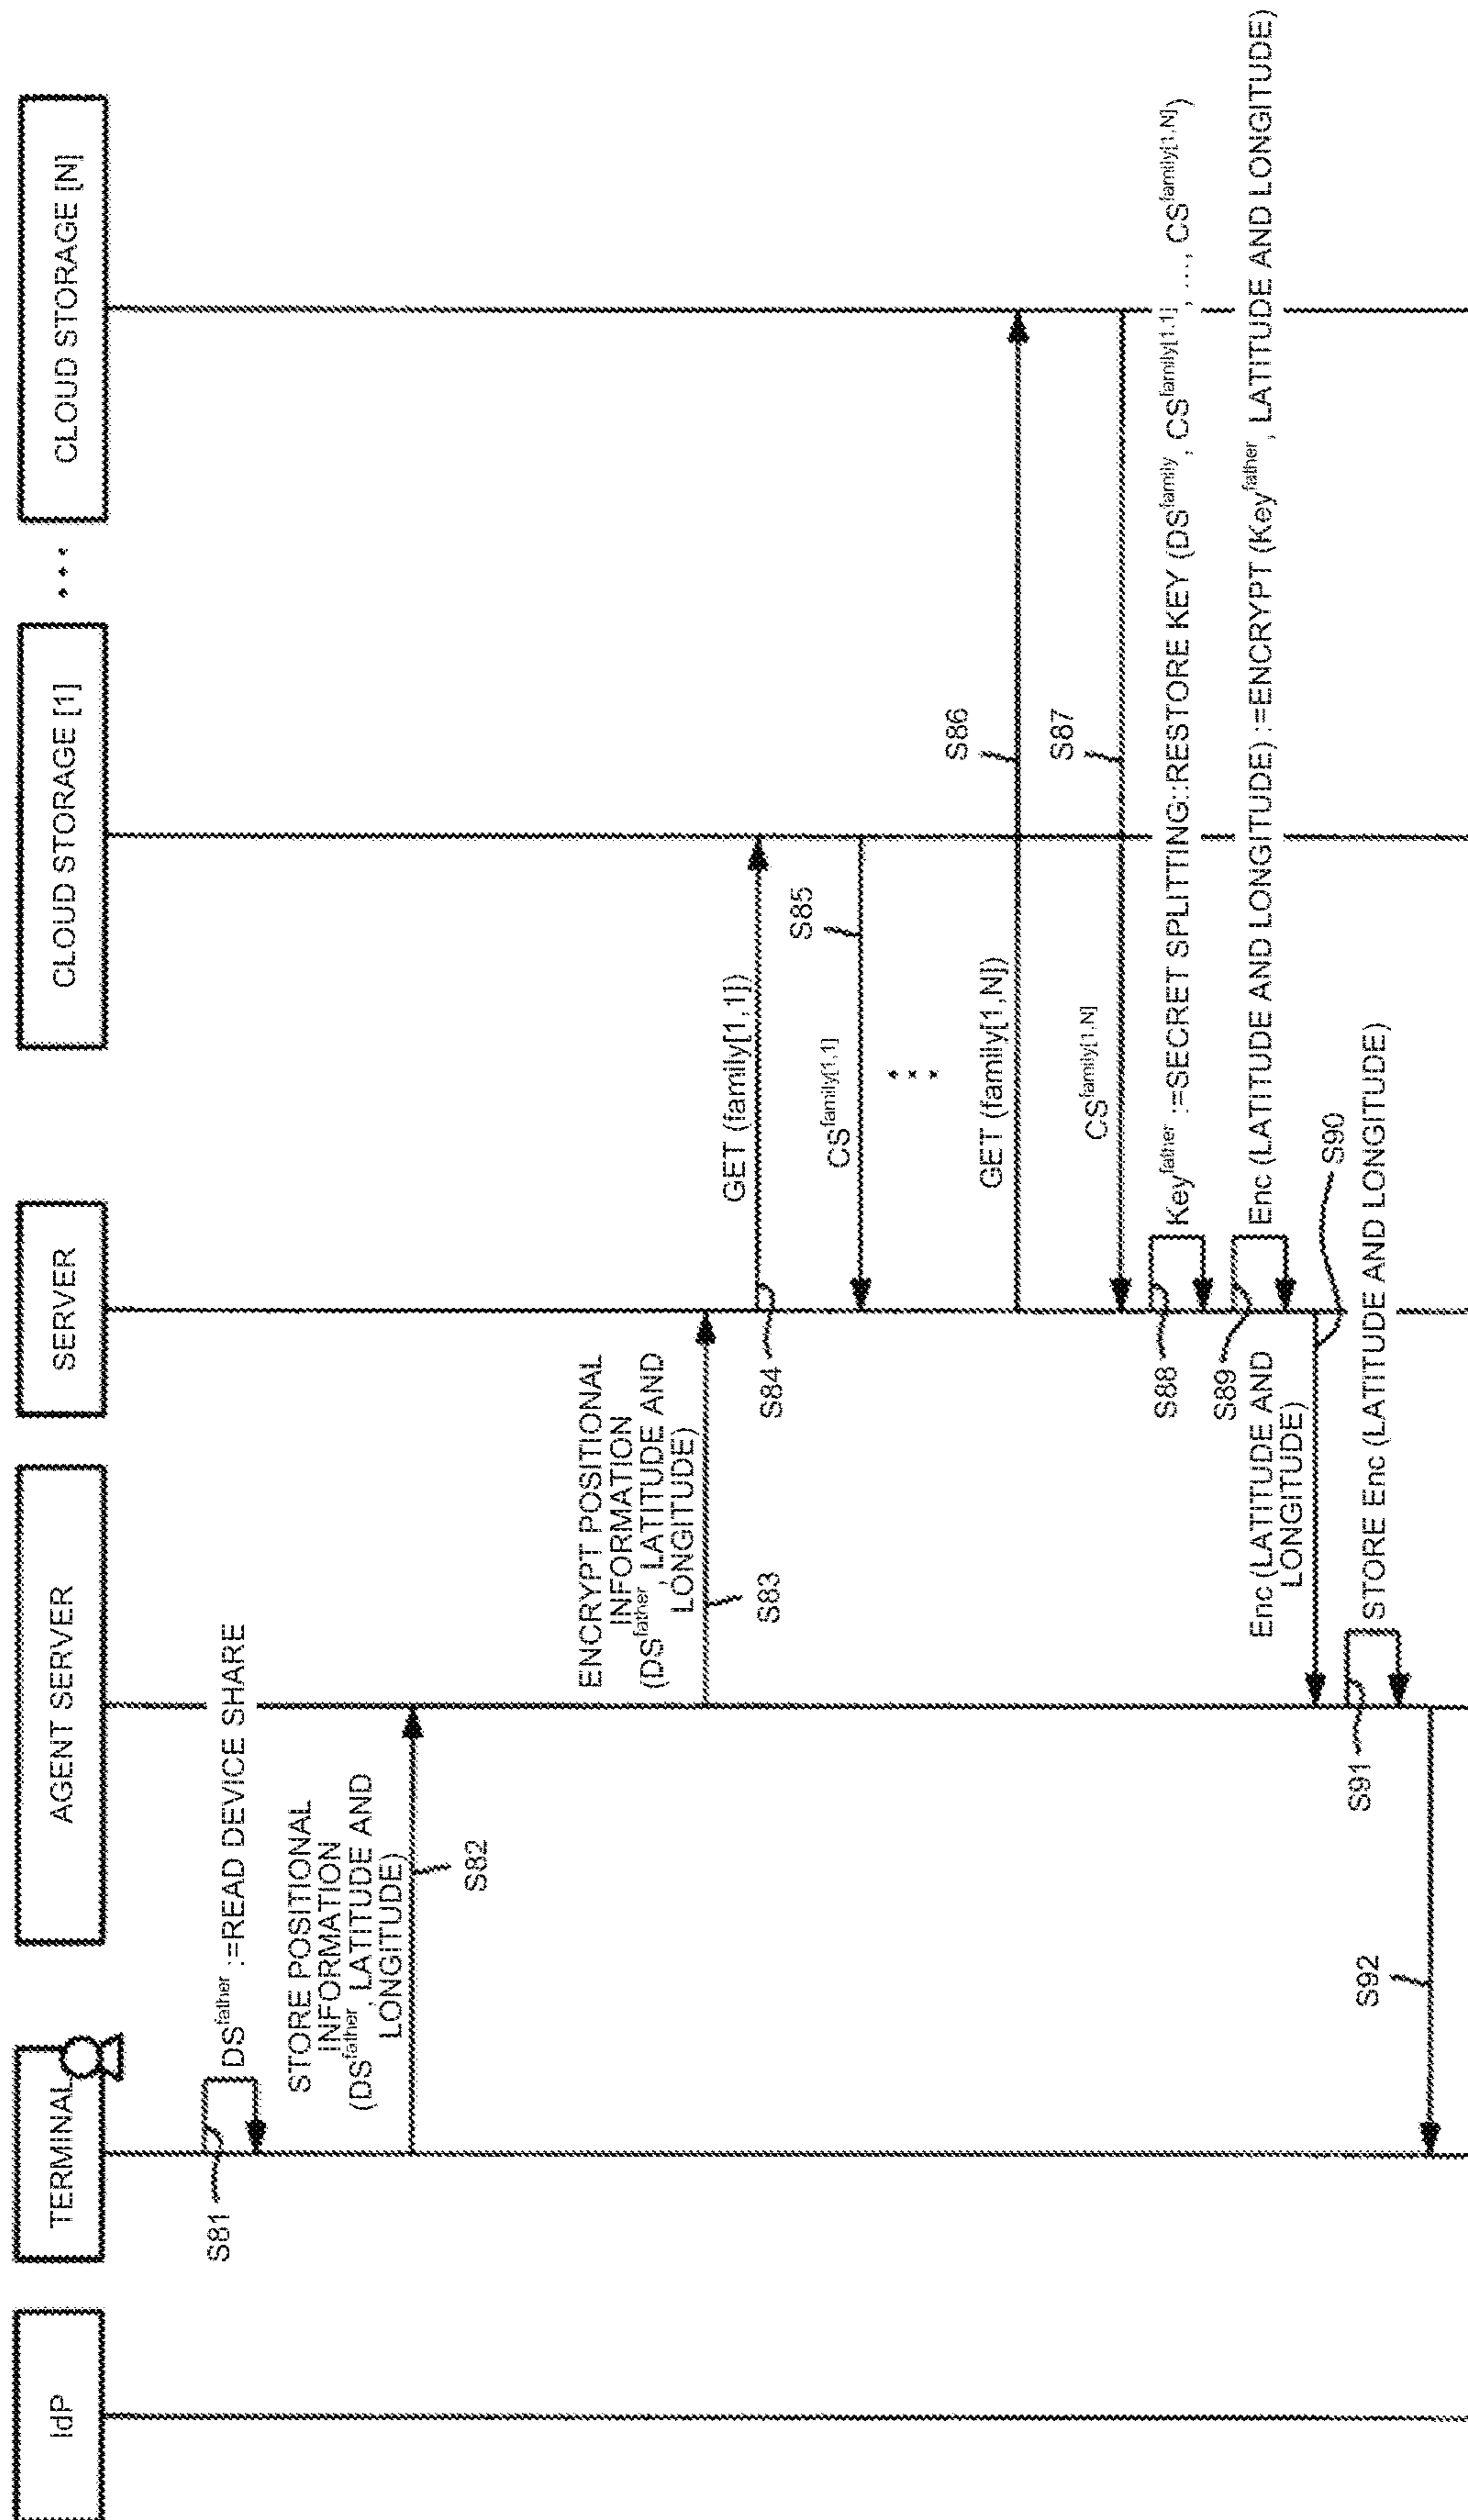 IdP
TERMINAL
AGENT SERVER
SERVER
CLOUD STORAGE [1]
...
CLOUD STORAGE [N]
S81
DS^father :=READ DEVICE SHARE
STORE POSITIONAL
INFORMATION
(DS^father, LATITUDE AND
LONGITUDE)
S82
ENCRYPT POSITIONAL
INFORMATION
(DS^father, LATITUDE AND
LONGITUDE)
S83
GET (family[1,1])
S84
S85
CS^family[1,1]
...
GET (family[1,N])
S86
S87
CS^family[1,N]
S88
Key^father :=SECRET SPLITTING::RESTORE KEY (DS^family, CS^family[1,1], ..., CS^family[1,N])
S89
Enc (LATITUDE AND LONGITUDE) :=ENCRYPT (Key^father, LATITUDE AND LONGITUDE)
Enc (LATITUDE AND
LONGITUDE)
S90
S91
STORE Enc (LATITUDE AND LONGITUDE)
S92